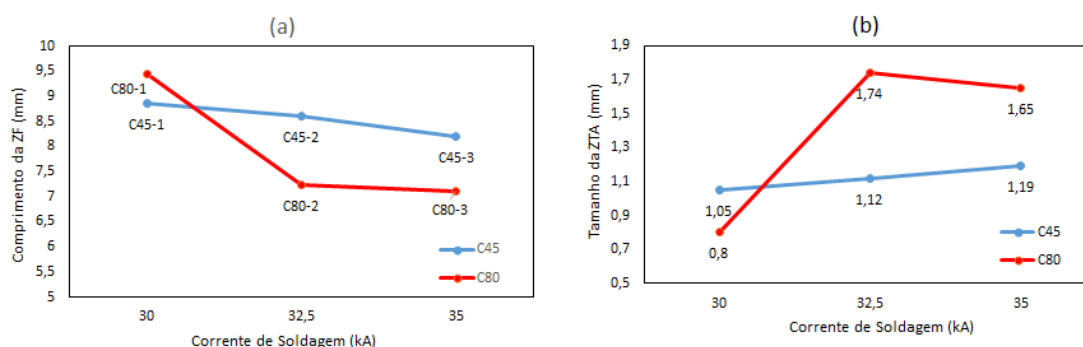 (a)
Comprimento da ZF (mm)
10
9,5
9
8,5
8
7,5
7
6,5
6
5,5
5
C80-1
C45-1
C45-2
C45-3
C80-2
C80-3
C45
C80
30
32,5
35
Corrente de Soldagem (kA)
(b)
Tamanho da ZTA (mm)
1,9
1,7
1,5
1,3
1,1
0,9
0,7
0,5
1,74
1,65
1,05
1,12
1,19
0,8
C45
C80
30
32,5
35
Corrente de Soldagem (kA)